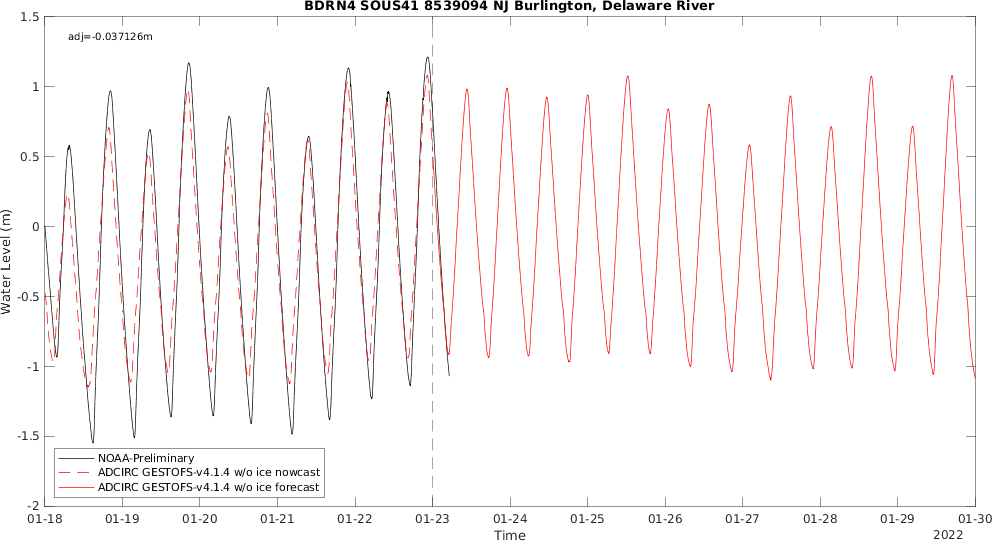 BDRN4 SOUS41 8539094 NJ Burlington, Delaware River
adj=-0.037126m
1.5
1
0.5
0
-0.5
-1
-1.5
-2
Water Level (m)
NOAA-Preliminary
ADCIRC GESTOFS-v4.1.4 w/o ice nowcast
ADCIRC GESTOFS-v4.1.4 w/o ice forecast
01-18 01-19 01-20 01-21 01-22 01-23 01-24 01-25 01-26 01-27 01-28 01-29 01-30
Time
2022